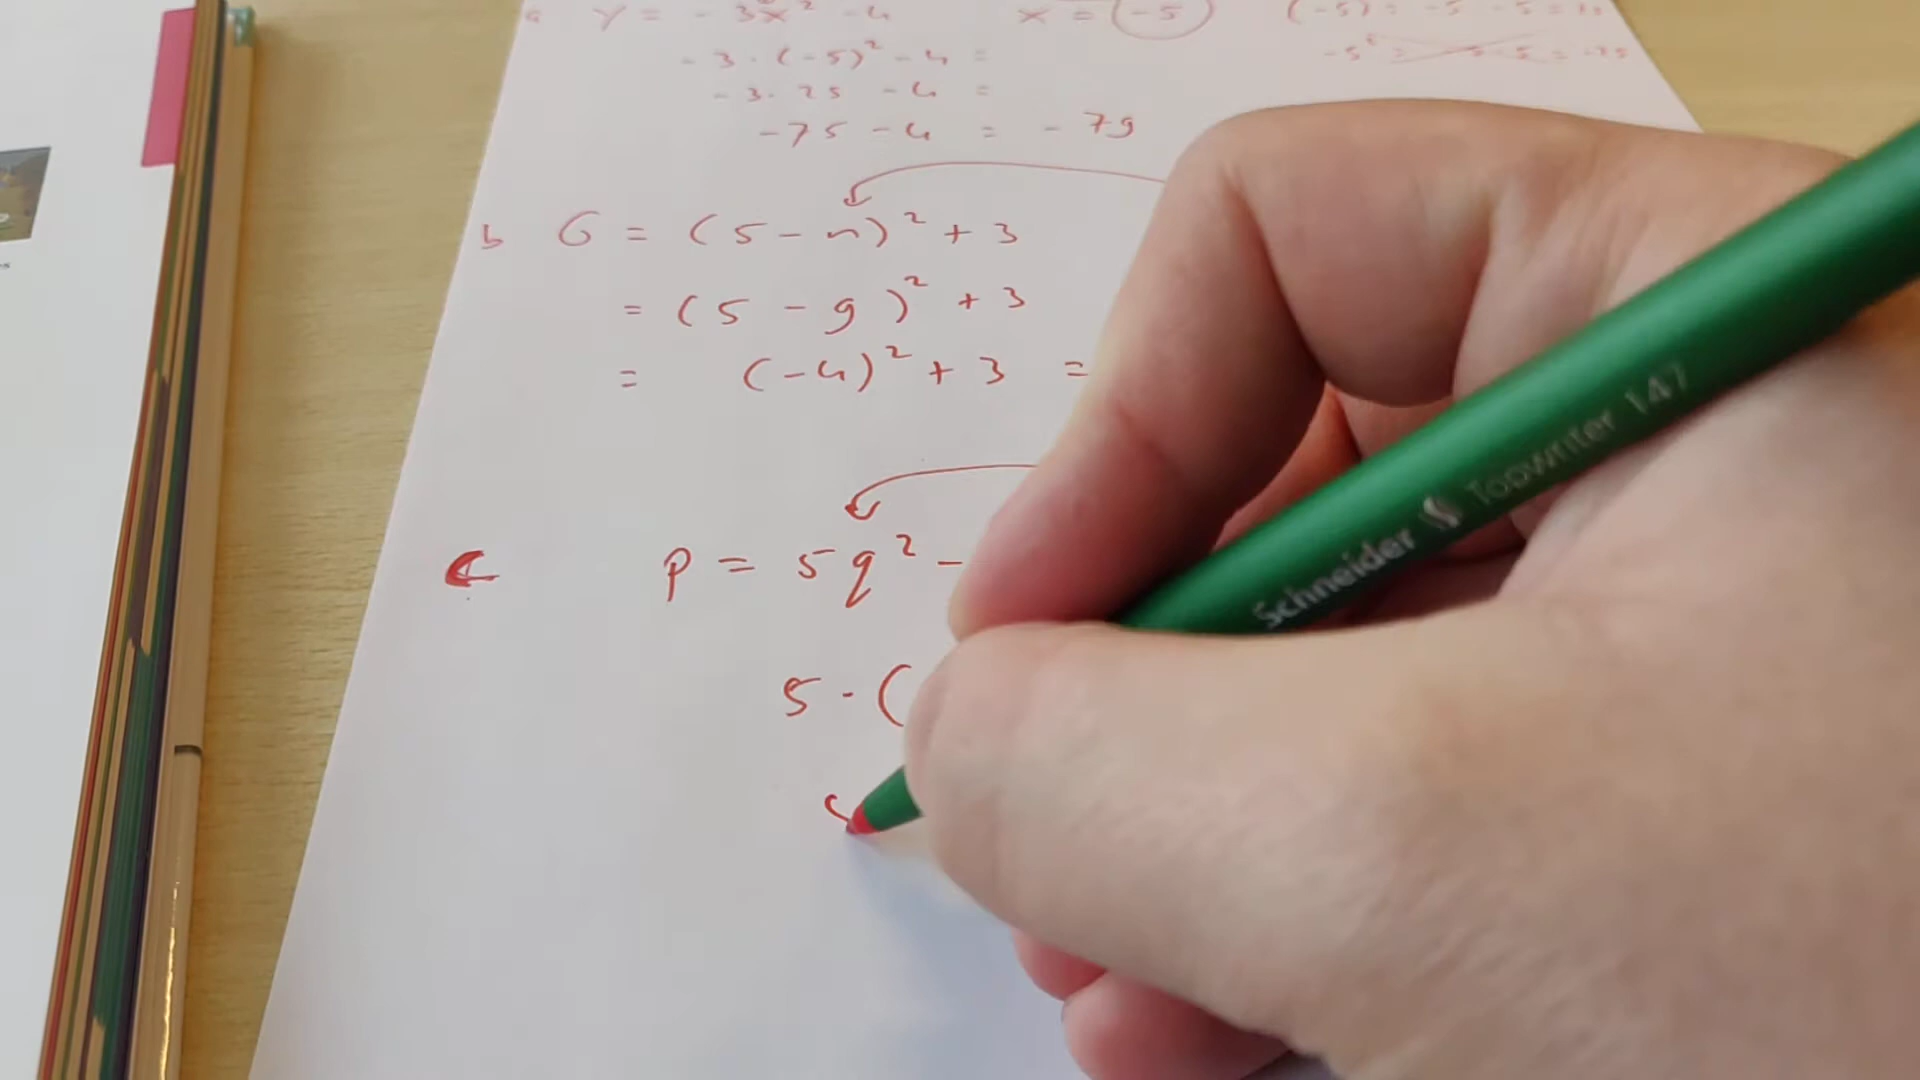 y = -3x² -4 x = -5
-3 · (-5)² - 4 =
-3 · 25 - 4 =
-75 - 4 = -79
b G = (5 - n)² + 3
= (5 - 9)² + 3
= (-4)² + 3 =
c p = 5q² -
5 · (
Schneider Topwriter 147